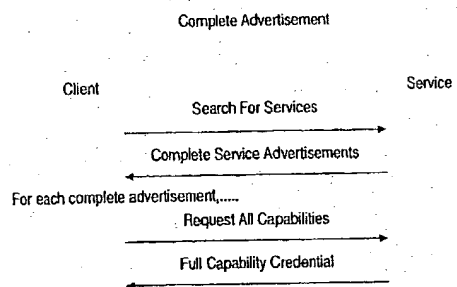 Complete Advertisement
Client
Service
Search For Services
Complete Service Advertisements
For each complete advertisement,.....
Request All Capabilities
Full Capability Credential